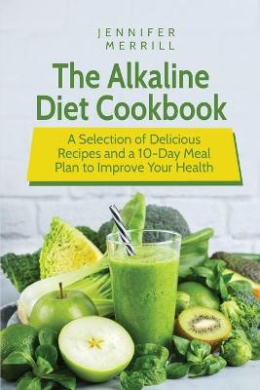 JENNIFER
MERRILL
The Alkaline
Diet Cookbook
A Selection of Delicious
Recipes and a 10-Day Meal
Plan to Improve Your Health